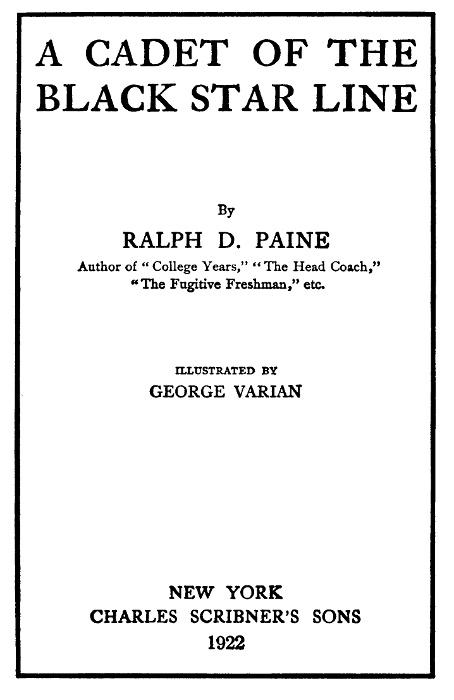 A CADET OF THE
BLACK STAR LINE
By
RALPH D. PAINE
Author of “College Years,” “The Head Coach,”
“The Fugitive Freshman,” etc.
ILLUSTRATED BY
GEORGE VARIAN
NEW YORK
CHARLES SCRIBNER'S SONS
1922